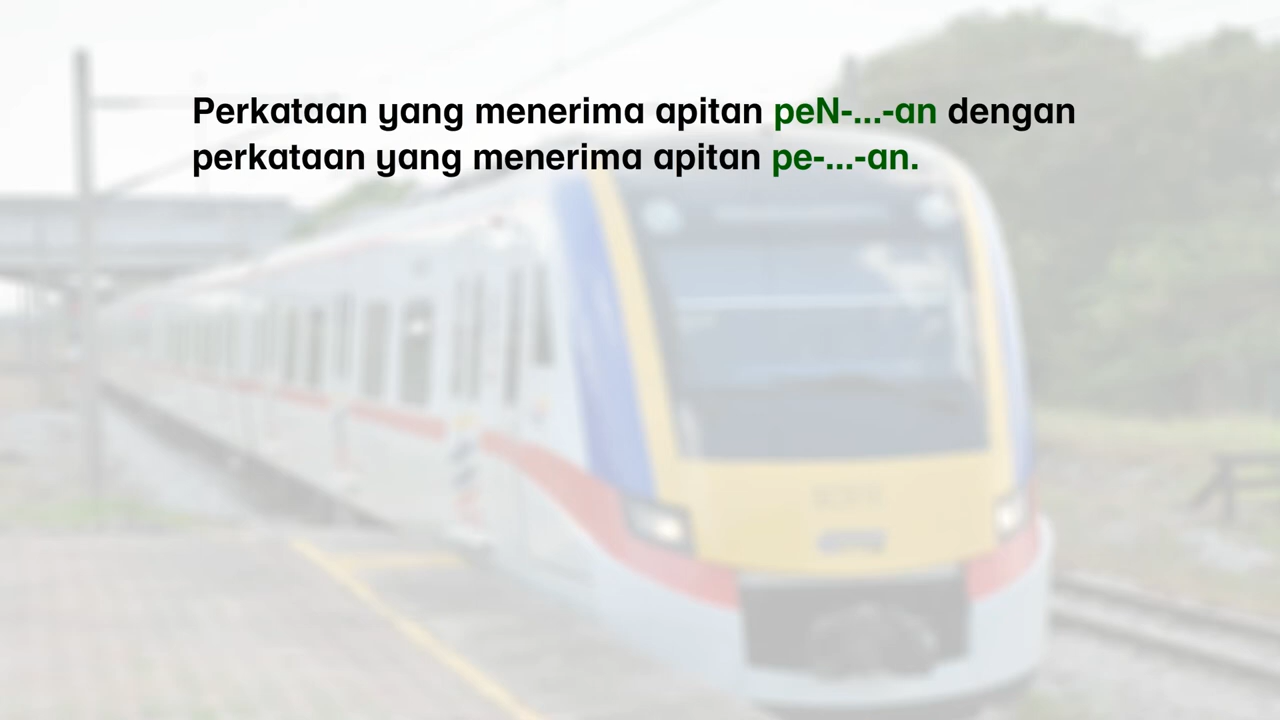 Perkataan yang menerima apitan peN-...-an dengan
perkataan yang menerima apitan pe-...-an.